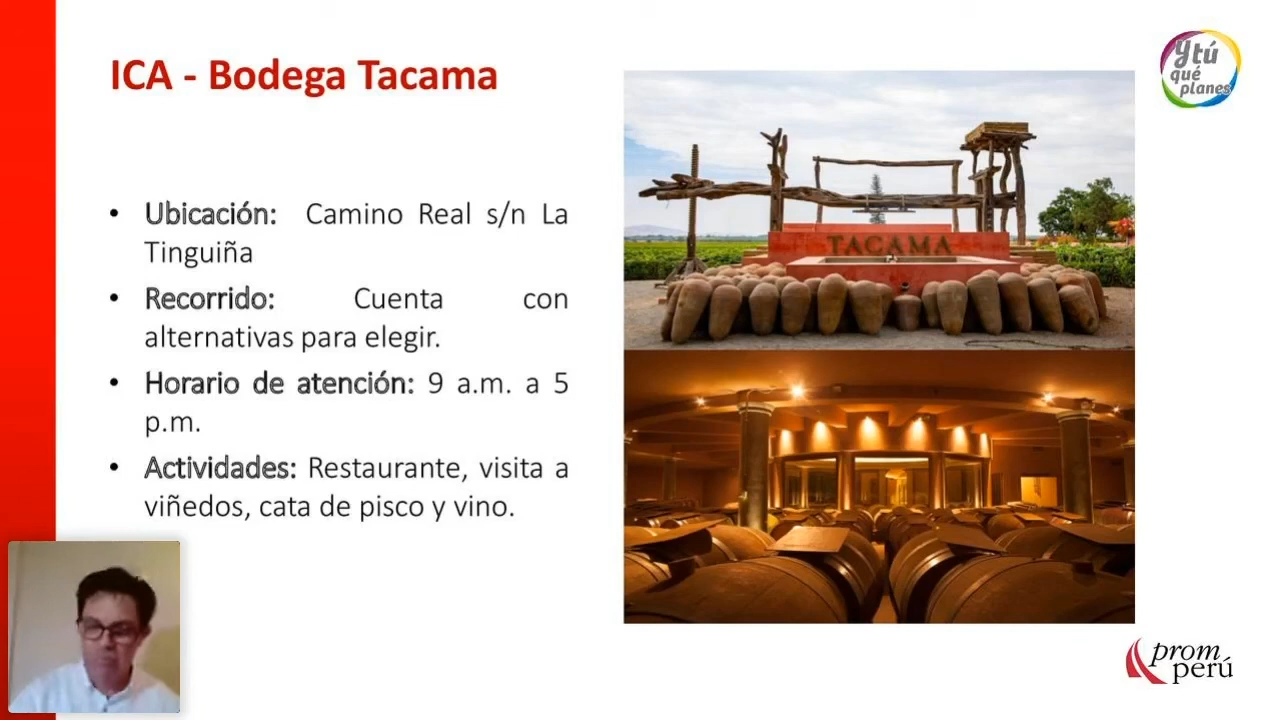 ICA - Bodega Tacama
Ytú
qué
planes
• Ubicación: Camino Real s/n La
Tinguiña
• Recorrido: Cuenta con
alternativas para elegir.
• Horario de atención: 9 a.m. a 5
p.m.
• Actividades: Restaurante, visita a
viñedos, cata de pisco y vino.
TACAMA
prom
perú